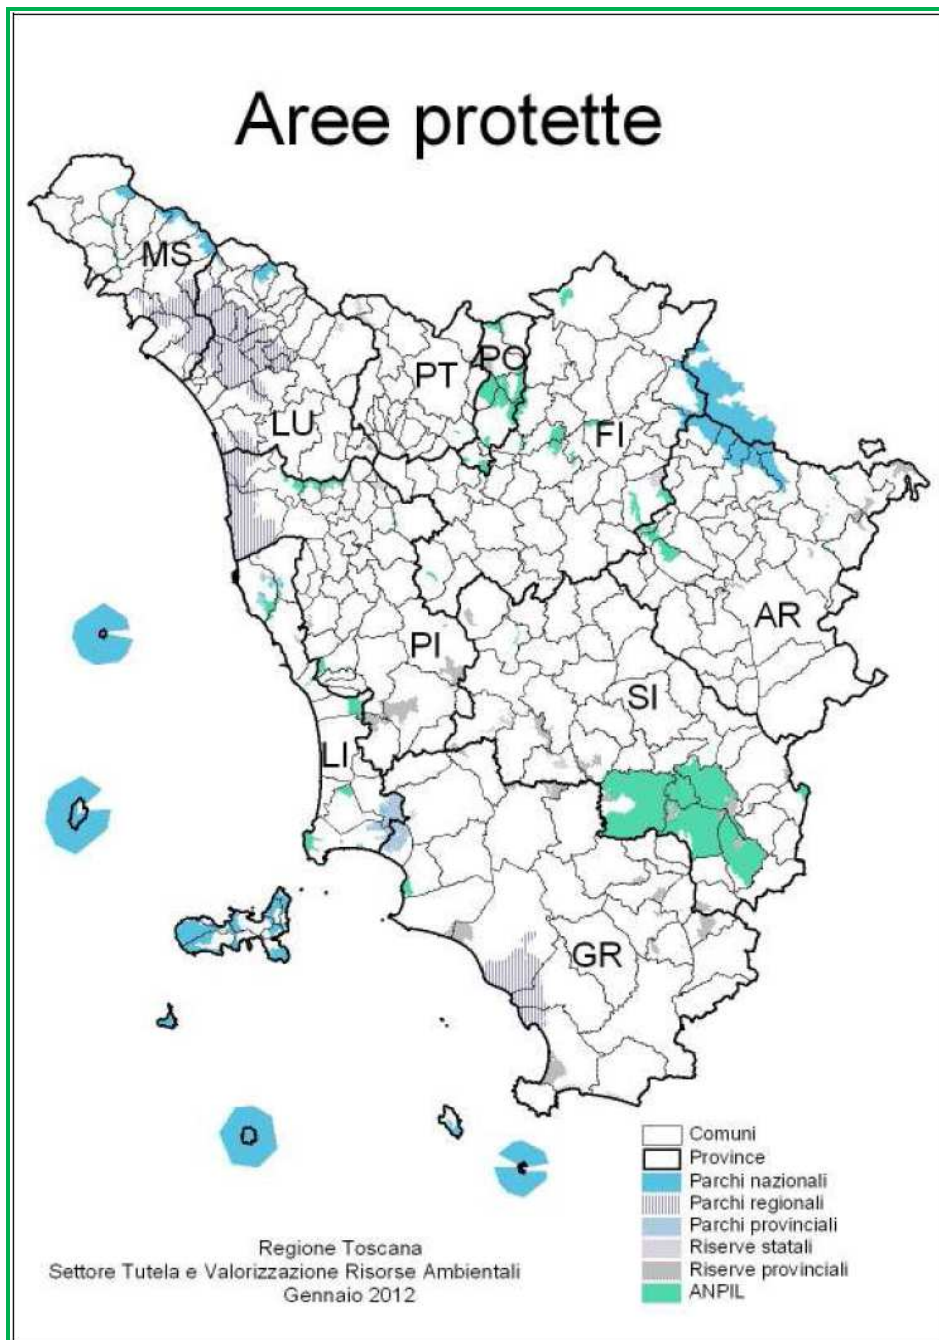 Aree protette
MS
PO
PT
LU
FI
AR
PI
SI
LI
GR
Comuni
Province
Parchi nazionali
Parchi regionali
Parchi provinciali
Riserve statali
Riserve provinciali
ANPIL
Regione Toscana
Settore Tutela e Valorizzazione Risorse Ambientali
Gennaio 2012